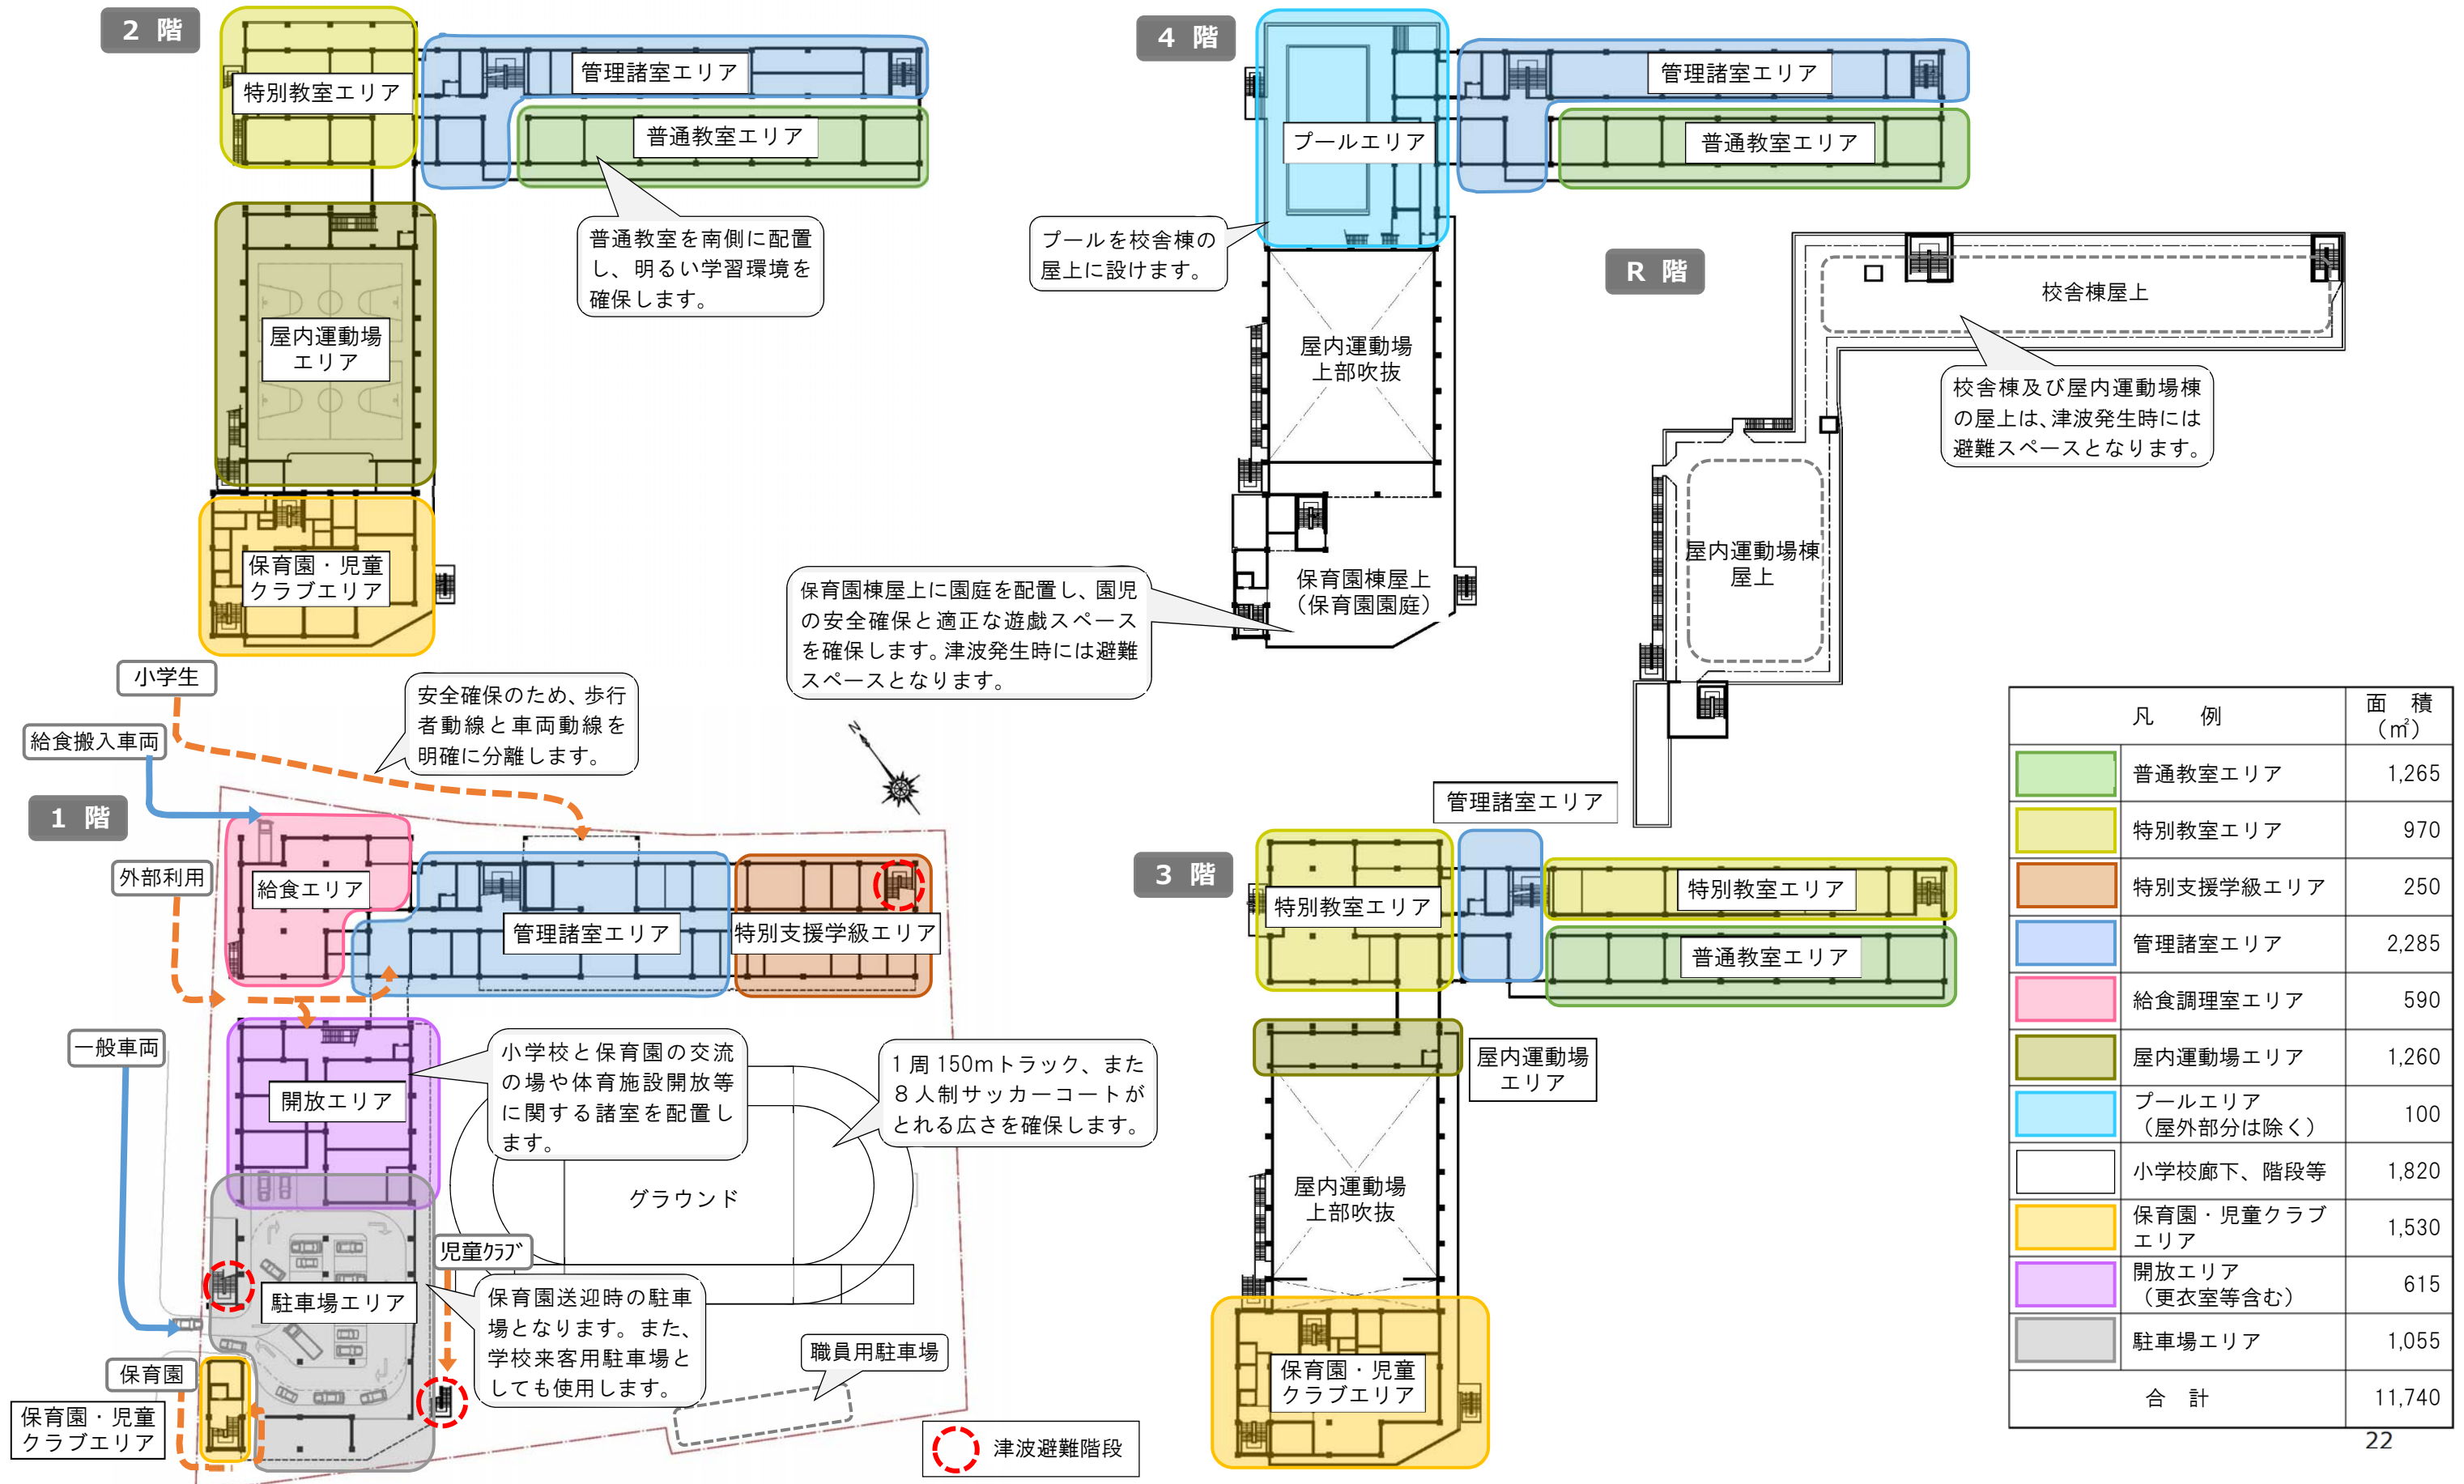 2 階
特別教室エリア
管理諸室エリア
普通教室エリア
普通教室を南側に配置
し、明るい学習環境を
確保します。
屋内運動場
エリア
保育園・児童
クラブエリア
4 階
プールエリア
管理諸室エリア
普通教室エリア
プールを校舎棟の
屋上に設けます。
屋内運動場
上部吹抜
保育園棟屋上
（保育園園庭）
保育園棟屋上に園庭を配置し、園児
の安全確保と適正な遊戯スペース
を確保します。津波発生時には避難
スペースとなります。
R 階
校舎棟屋上
校舎棟及び屋内運動場棟
の屋上は、津波発生時には
避難スペースとなります。
屋内運動場棟
屋上
1 階
小学生
給食搬入車両
安全確保のため、歩行
者動線と車両動線を
明確に分離します。
N
外部利用
給食エリア
管理諸室エリア
特別支援学級エリア
一般車両
開放エリア
小学校と保育園の交流
の場や体育施設開放等
に関する諸室を配置し
ます。
1周150mトラック、また
8人制サッカーコートが
とれる広さを確保します。
グラウンド
児童ｸﾗﾌﾞ
駐車場エリア
保育園送迎時の駐車
場となります。また、
学校来客用駐車場と
しても使用します。
職員用駐車場
保育園
保育園・児童
クラブエリア
津波避難階段
3 階
管理諸室エリア
特別教室エリア
特別教室エリア
普通教室エリア
屋内運動場
エリア
屋内運動場
上部吹抜
保育園・児童
クラブエリア
凡 例 面 積
（㎡）
普通教室エリア 1,265
特別教室エリア 970
特別支援学級エリア 250
管理諸室エリア 2,285
給食調理室エリア 590
屋内運動場エリア 1,260
プールエリア
（屋外部分は除く） 100
小学校廊下、階段等 1,820
保育園・児童クラブ
エリア 1,530
開放エリア
（更衣室等含む） 615
駐車場エリア 1,055
合 計 11,740
22